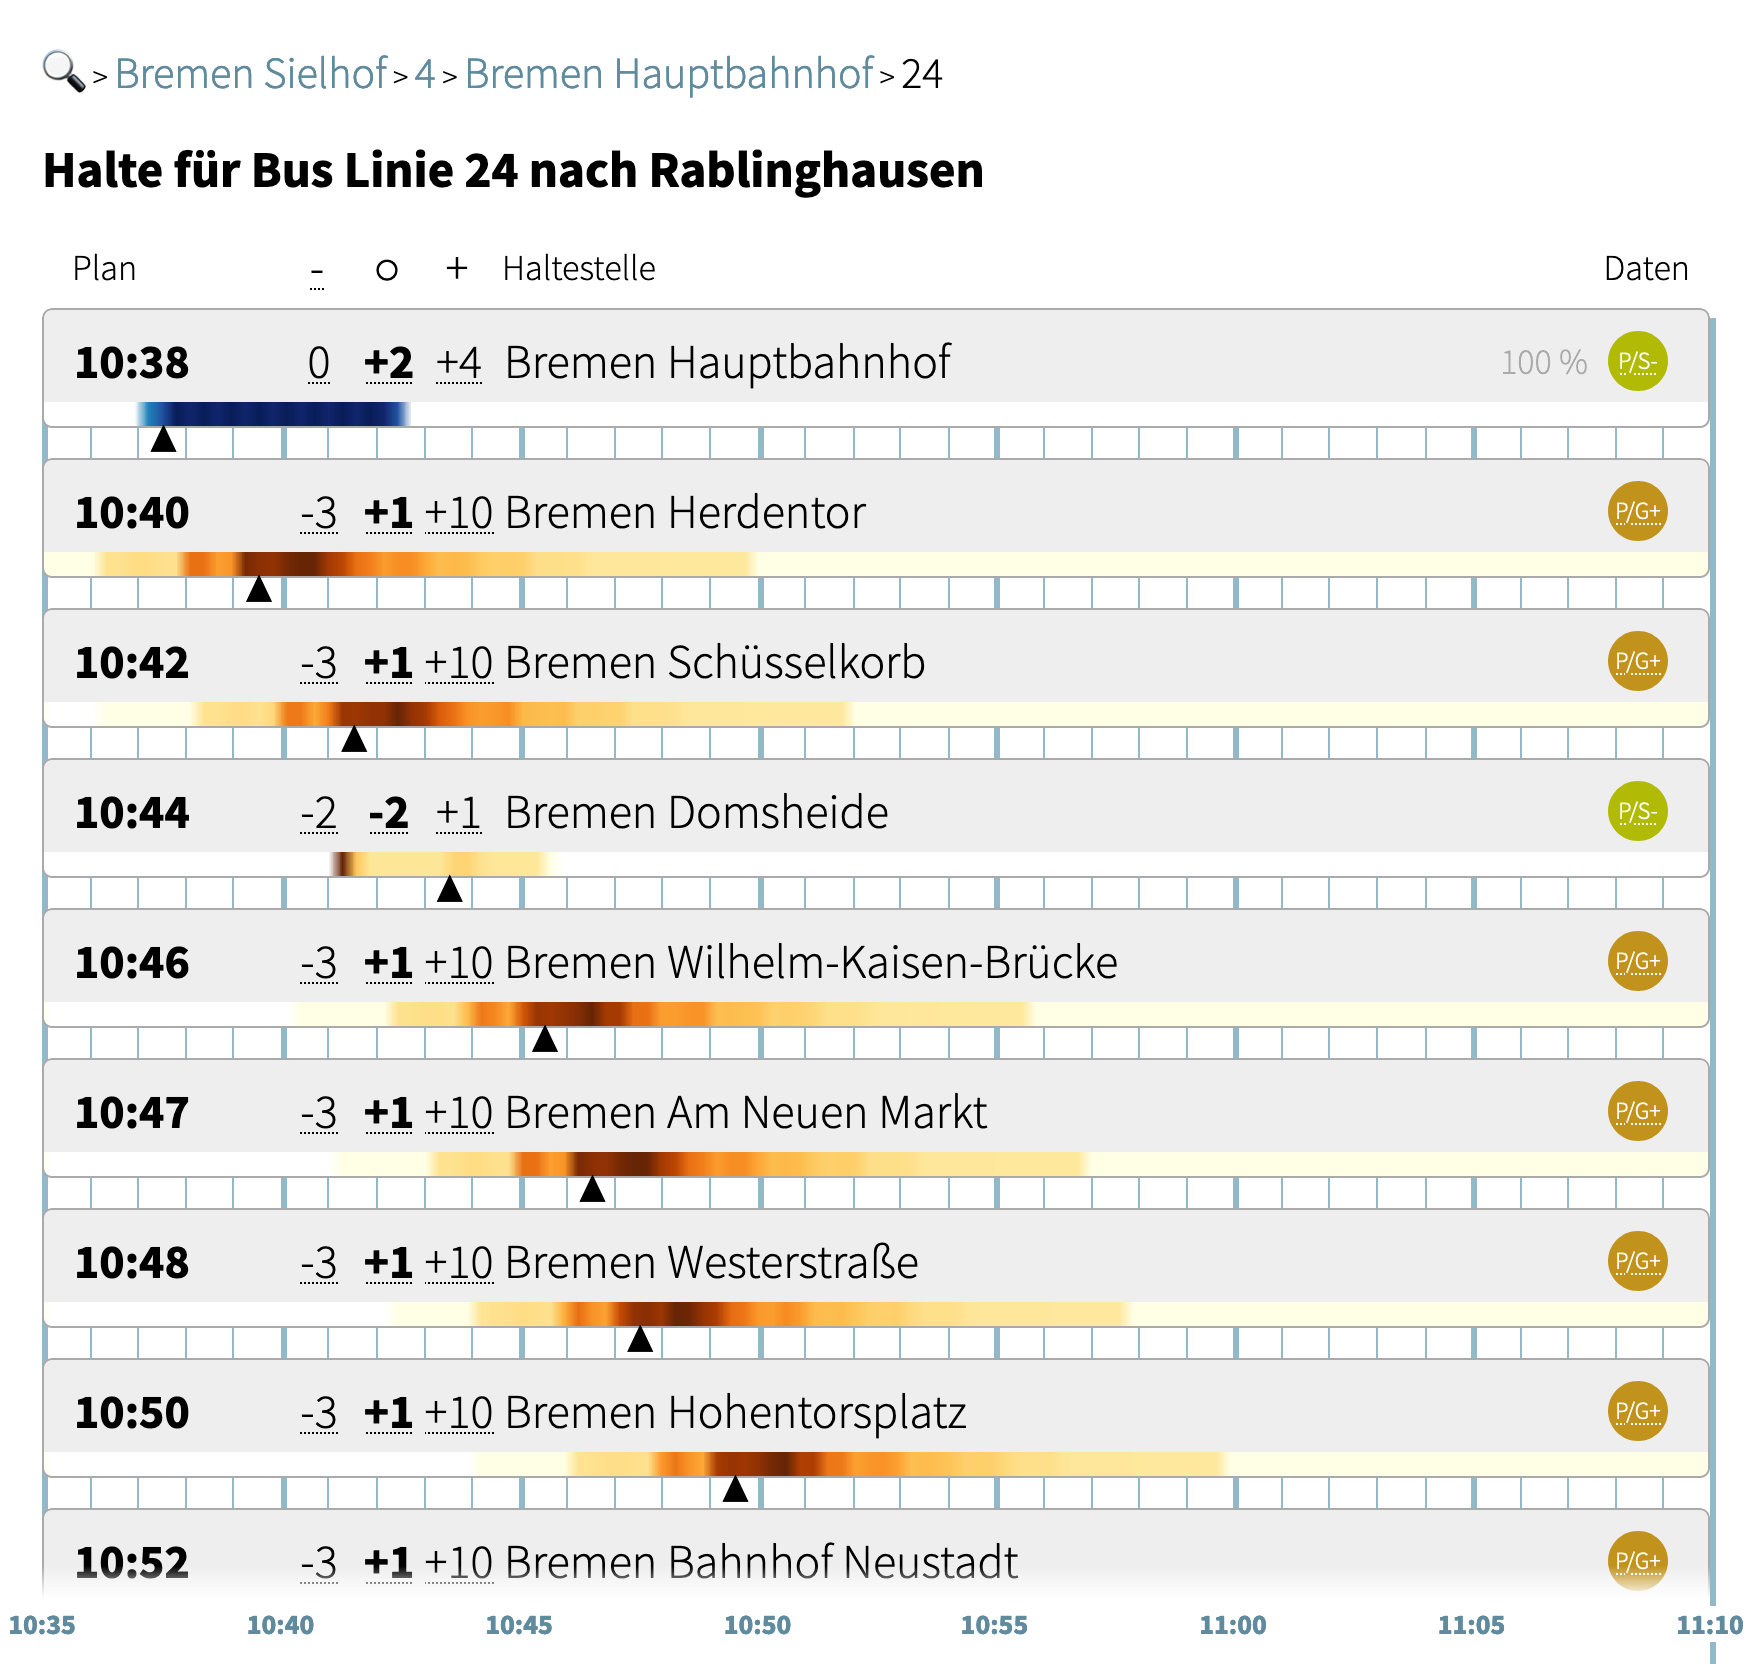 > Bremen Sielhof > 4 > Bremen Hauptbahnhof > 24
Halte für Bus Linie 24 nach Rablinghausen
Plan - o + Haltestelle Daten
10:38 0 +2 +4 Bremen Hauptbahnhof 100 % P/S-
10:40 -3 +1 +10 Bremen Herdentor P/G+
10:42 -3 +1 +10 Bremen Schüsselkorb P/G+
10:44 -2 -2 +1 Bremen Domsheide P/S-
10:46 -3 +1 +10 Bremen Wilhelm-Kaisen-Brücke P/G+
10:47 -3 +1 +10 Bremen Am Neuen Markt P/G+
10:48 -3 +1 +10 Bremen Westerstraße P/G+
10:50 -3 +1 +10 Bremen Hohentorsplatz P/G+
10:52 -3 +1 +10 Bremen Bahnhof Neustadt P/G+
10:35 10:40 10:45 10:50 10:55 11:00 11:05 11:10